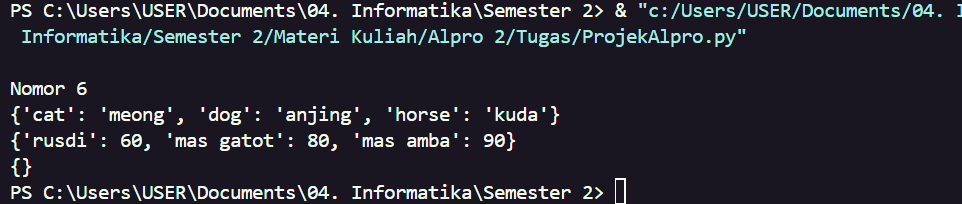 PS C:\Users\USER\Documents\04. Informatika\Semester 2> & "c:/Users/USER/Documents/04. I
Informatika/Semester 2/Materi Kuliah/Alpro 2/Tugas/ProjekAlpro.py"
Nomor 6
{'cat': 'meong', 'dog': 'anjing', 'horse': 'kuda'}
{'rusdi': 60, 'mas gatot': 80, 'mas amba': 90}
{}
PS C:\Users\USER\Documents\04. Informatika\Semester 2>